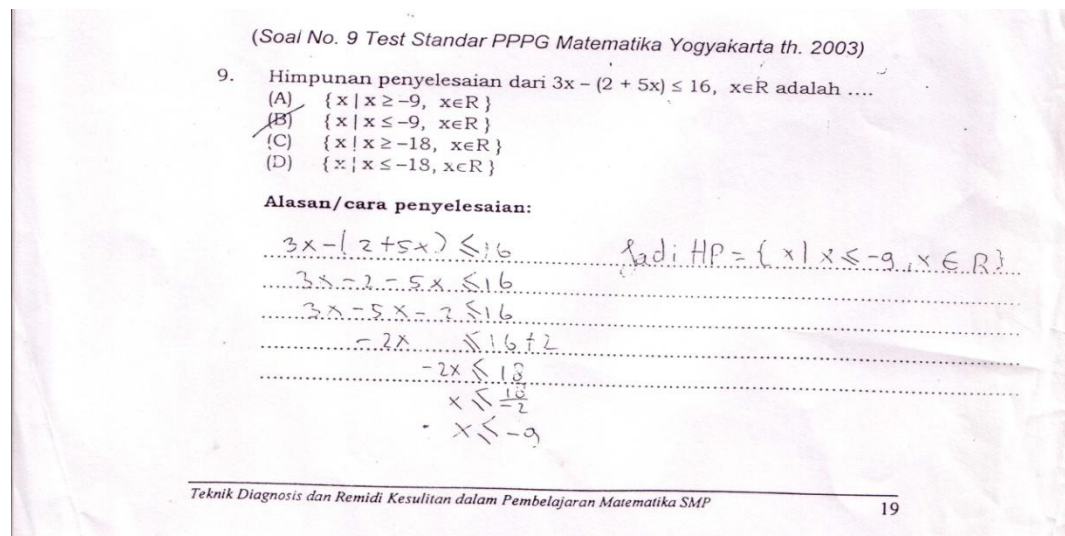 (Soal No. 9 Test Standar PPPG Matematika Yogyakarta th. 2003)
9. Himpunan penyelesaian dari 3x – (2 + 5x) ≤ 16, x∈R adalah ....
(A) {x | x ≥ –9, x∈R}
(B) {x | x ≤ –9, x∈R}
(C) {x | x ≥ –18, x∈R}
(D) {x | x ≤ –18, x∈R}
Alasan/cara penyelesaian:
3x-(2+5x) ≤ 16 Jadi HP = {x | x ≤ -9, x ∈ R}
3x-2-5x ≤ 16
3x-5x-2 ≤ 16
-2x ≤ 16+2
-2x ≤ 18
x ≤ 18/-2
x ≤ -9
Teknik Diagnosis dan Remidi Kesulitan dalam Pembelajaran Matematika SMP 19